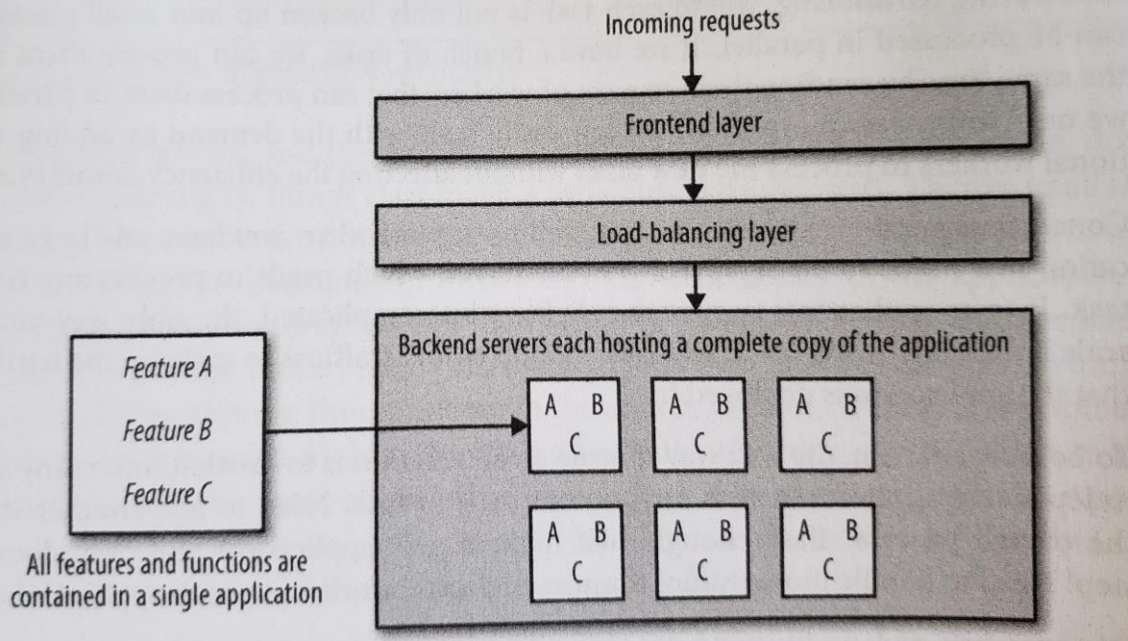 Incoming requests
Frontend layer
Load-balancing layer
Backend servers each hosting a complete copy of the application
Feature A
Feature B
Feature C
A B
C
A B
C
A B
C
A B
C
A B
C
A B
C
All features and functions are
contained in a single application